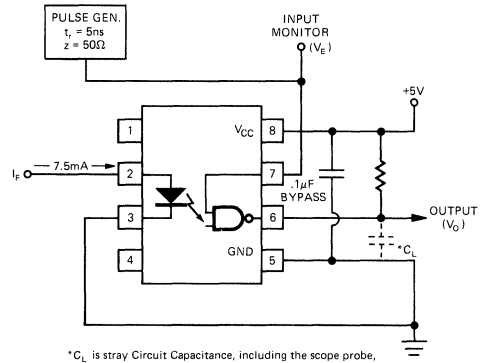 PULSE GEN.
t_r = 5ns
z = 50Ω
INPUT
MONITOR
(V_E)
+5V
1
V_CC
8
I_F
7.5mA
2
7
.1μF
BYPASS
3
6
OUTPUT
(V_O)
*C_L
4
GND
5
*C_L is stray Circuit Capacitance, including the scope probe,